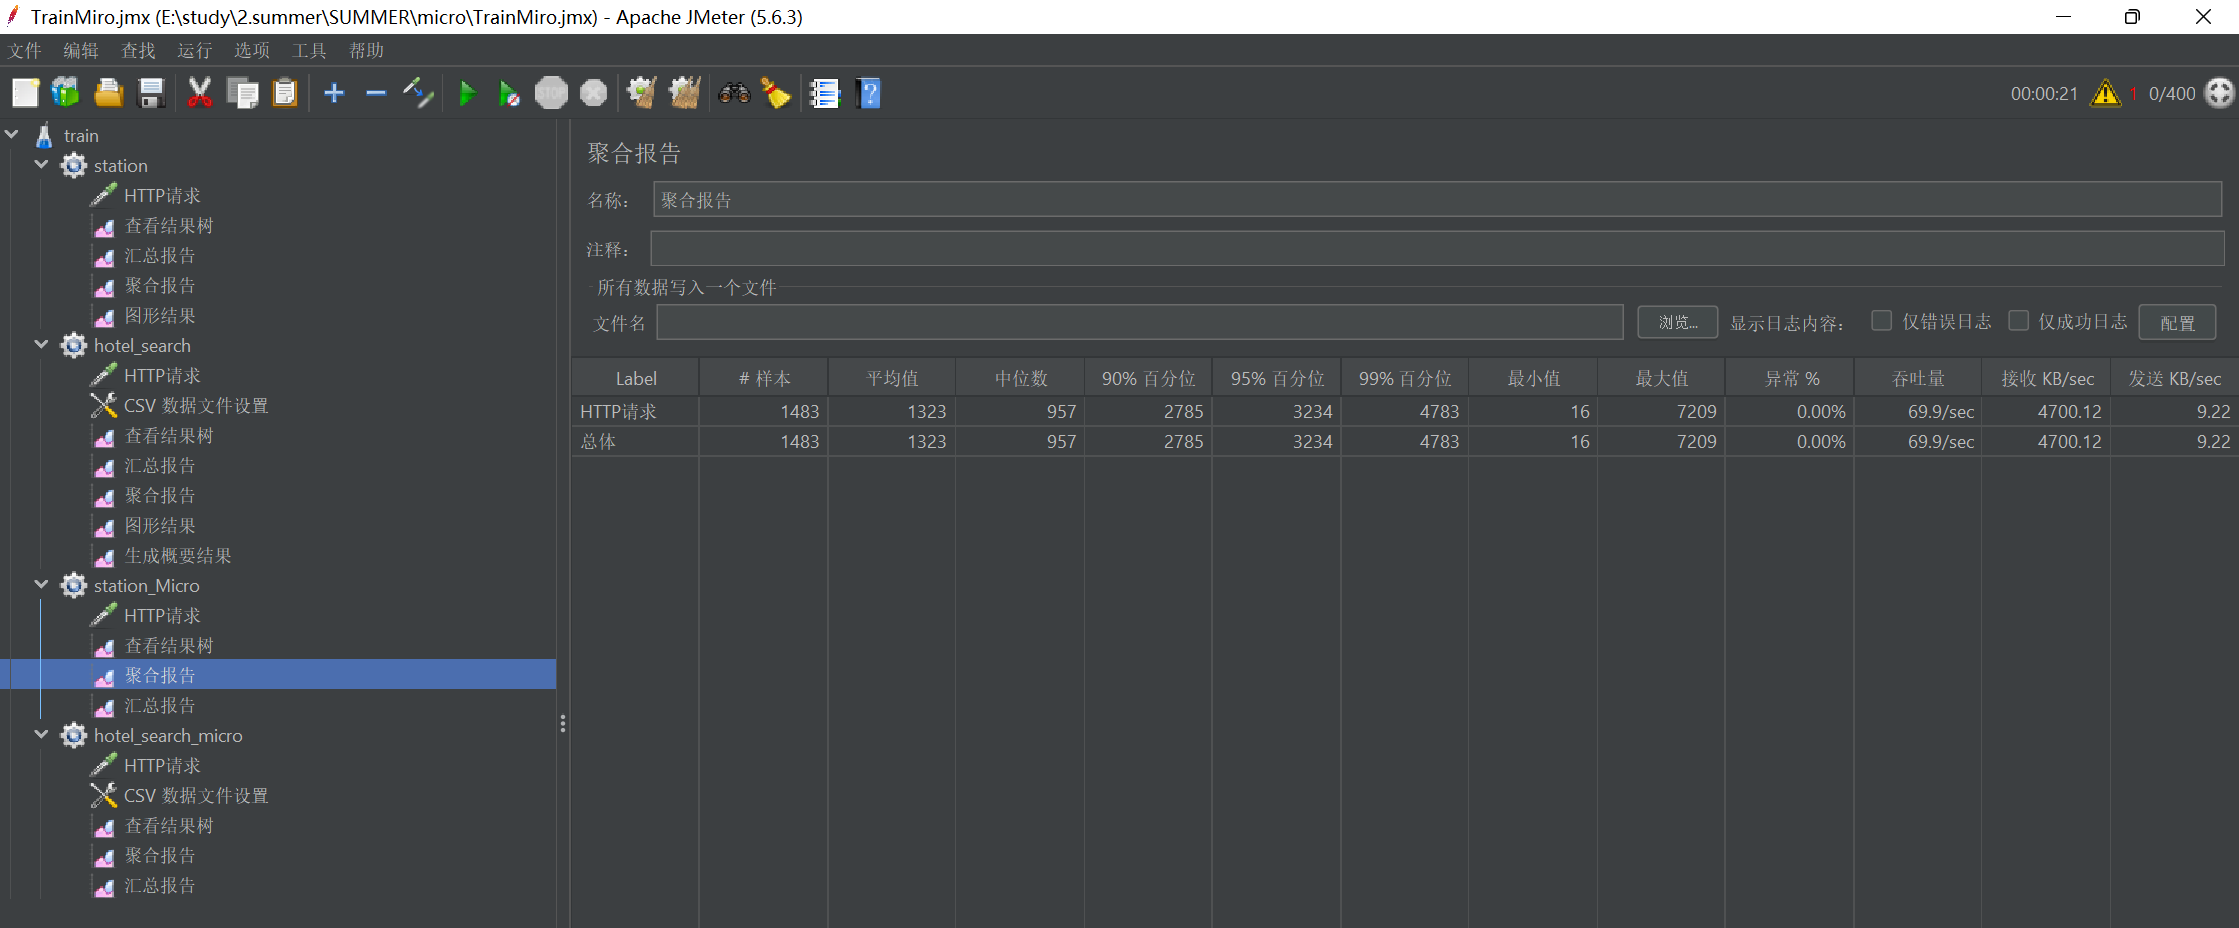 TrainMiro.jmx (E:\study\2.summer\SUMMER\micro\TrainMiro.jmx) - Apache JMeter (5.6.3)
文件 编辑 查找 运行 选项 工具 帮助
STOP
00:00:21 1 0/400
train
station
HTTP请求
查看结果树
汇总报告
聚合报告
图形结果
hotel_search
HTTP请求
CSV 数据文件设置
查看结果树
汇总报告
聚合报告
图形结果
生成概要结果
station_Micro
HTTP请求
查看结果树
聚合报告
汇总报告
hotel_search_micro
HTTP请求
CSV 数据文件设置
查看结果树
聚合报告
汇总报告
聚合报告
名称: 聚合报告
注释:
所有数据写入一个文件
文件名 浏览... 显示日志内容: 仅错误日志 仅成功日志 配置
Label # 样本 平均值 中位数 90% 百分位 95% 百分位 99% 百分位 最小值 最大值 异常 % 吞吐量 接收 KB/sec 发送 KB/sec
HTTP请求 1483 1323 957 2785 3234 4783 16 7209 0.00% 69.9/sec 4700.12 9.22
总体 1483 1323 957 2785 3234 4783 16 7209 0.00% 69.9/sec 4700.12 9.22